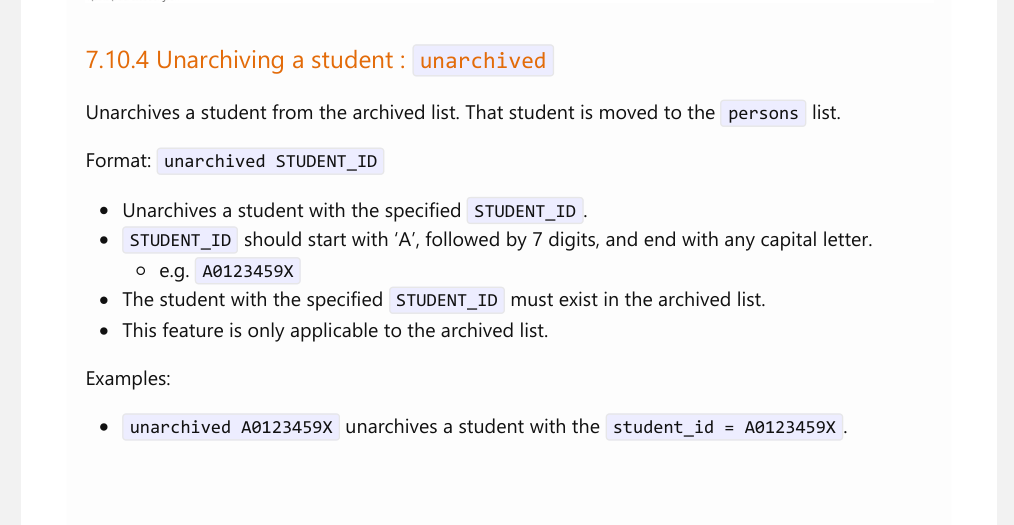 7.10.4 Unarchiving a student : unarchived
Unarchives a student from the archived list. That student is moved to the persons list.
Format: unarchived STUDENT_ID
Unarchives a student with the specified STUDENT_ID.
STUDENT_ID should start with ‘A’, followed by 7 digits, and end with any capital letter.
e.g. A0123459X
The student with the specified STUDENT_ID must exist in the archived list.
This feature is only applicable to the archived list.
Examples:
unarchived A0123459X unarchives a student with the student_id = A0123459X.